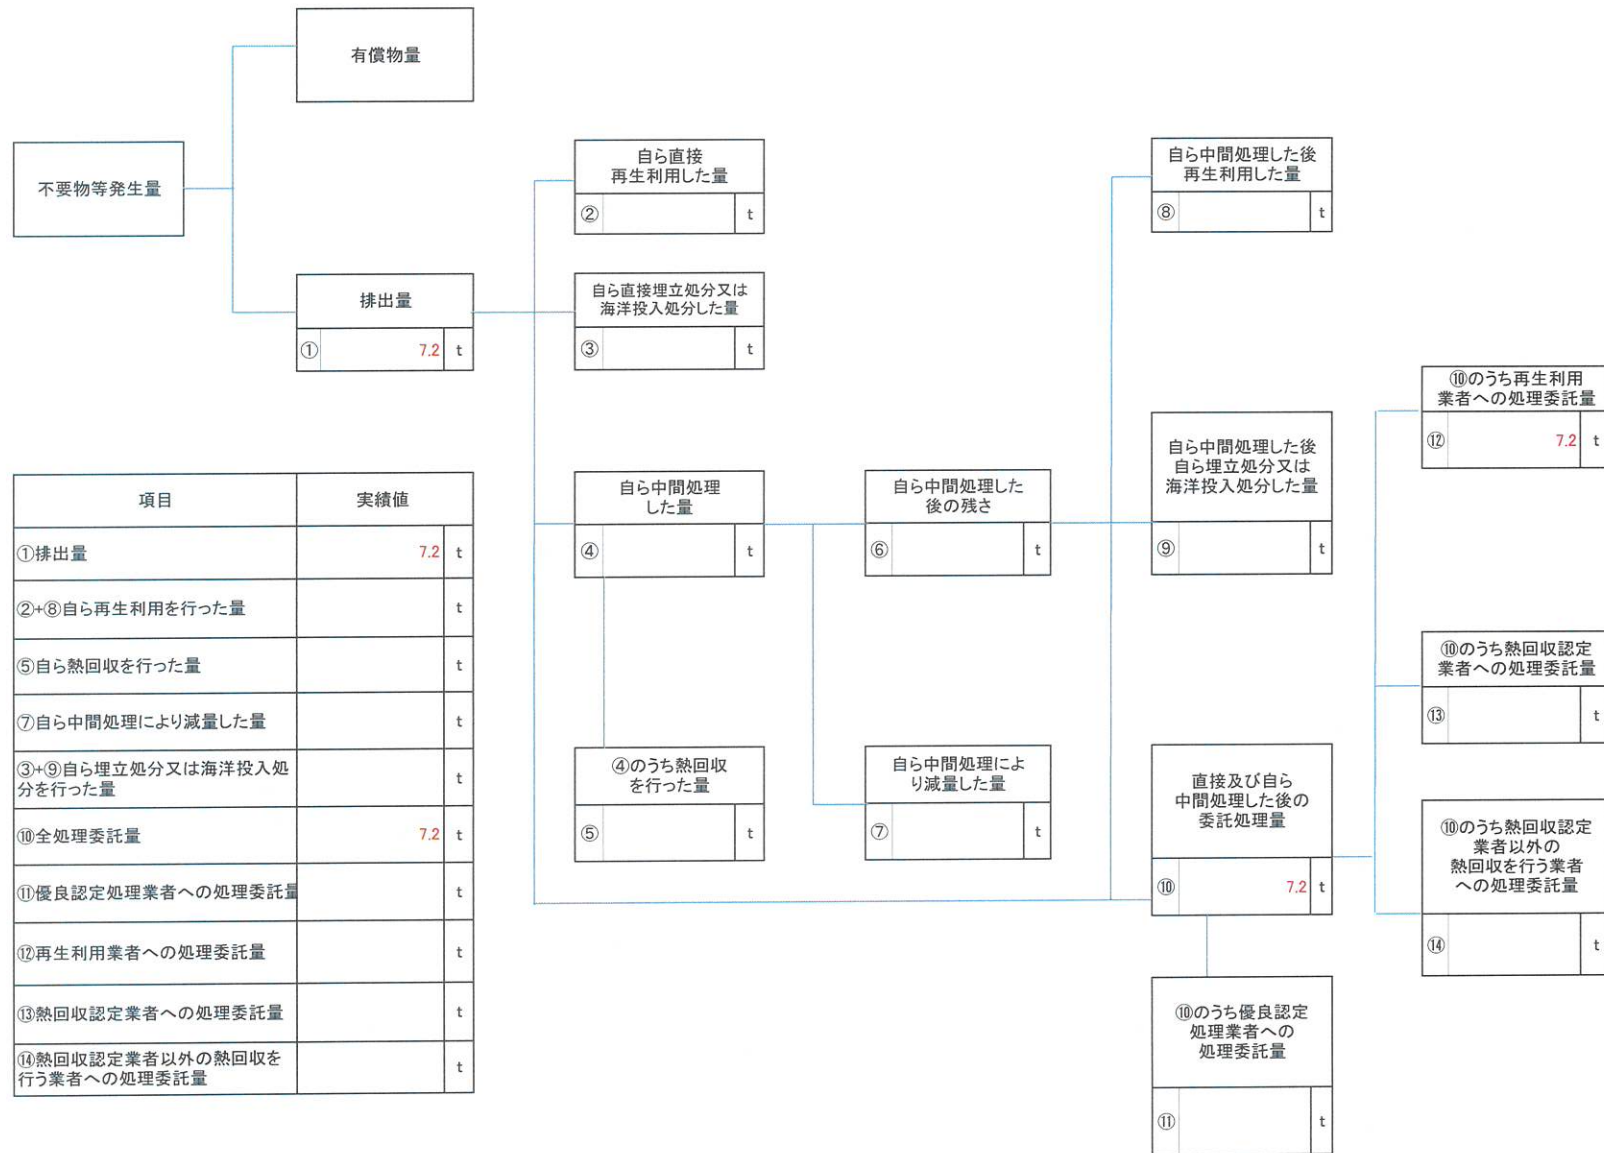 有償物量
不要物等発生量
排出量
① 7.2 t
自ら直接
再生利用した量
② t
自ら直接埋立処分又は
海洋投入処分した量
③ t
自ら中間処理
した量
④ t
④のうち熱回収
を行った量
⑤ t
自ら中間処理した
後の残さ
⑥ t
自ら中間処理によ
り減量した量
⑦ t
自ら中間処理した後
再生利用した量
⑧ t
自ら中間処理した後
自ら埋立処分又は
海洋投入処分した量
⑨ t
直接及び自ら
中間処理した後の
委託処理量
⑩ 7.2 t
⑩のうち優良認定
処理業者への
処理委託量
⑪ t
⑩のうち再生利用
業者への処理委託量
⑫ 7.2 t
⑩のうち熱回収認定
業者への処理委託量
⑬ t
⑩のうち熱回収認定
業者以外の
熱回収を行う業者
への処理委託量
⑭ t
項目 実績値
①排出量 7.2 t
②+⑧自ら再生利用を行った量 t
⑤自ら熱回収を行った量 t
⑦自ら中間処理により減量した量 t
③+⑨自ら埋立処分又は海洋投入処
分を行った量 t
⑩全処理委託量 7.2 t
⑪優良認定処理業者への処理委託量 t
⑫再生利用業者への処理委託量 t
⑬熱回収認定業者への処理委託量 t
⑭熱回収認定業者以外の熱回収を
行う業者への処理委託量 t